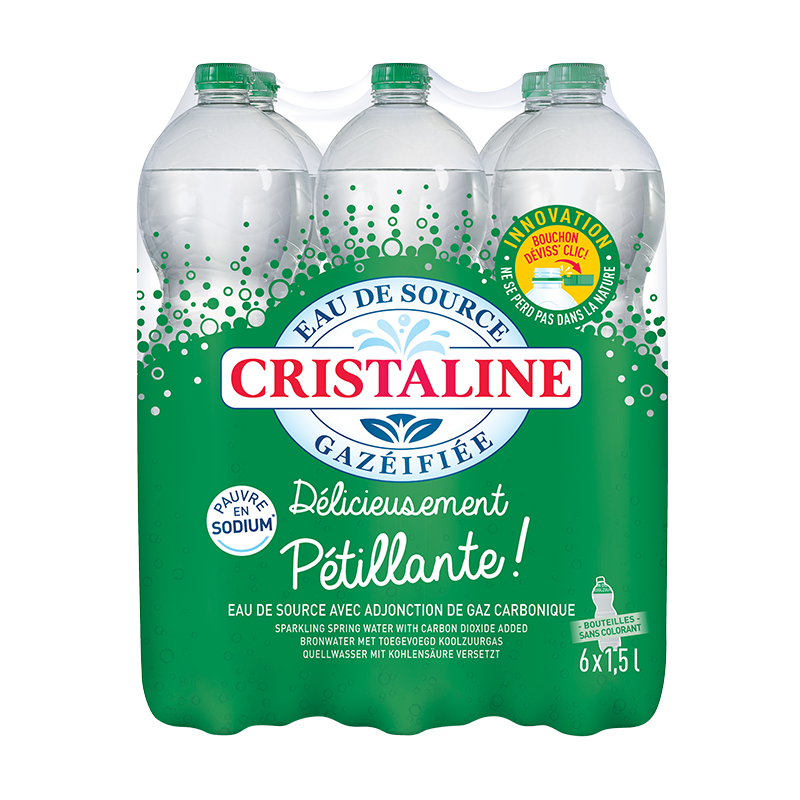 INNOVATION
BOUCHON
DÉVISS' CLIC!
NE SE PERD PAS DANS LA NATURE
EAU DE SOURCE
CRISTALINE
GAZÉIFIÉE
PAUVRE
EN
SODIUM*
Délicieusement
Pétillante !
EAU DE SOURCE AVEC ADJONCTION DE GAZ CARBONIQUE
SPARKLING SPRING WATER WITH CARBON DIOXIDE ADDED
BRONWATER MET TOEGEVOEGD KOOLZUURGAS
QUELLWASSER MIT KOHLENSÄURE VERSETZT
- BOUTEILLES -
SANS COLORANT
6x1,5 l